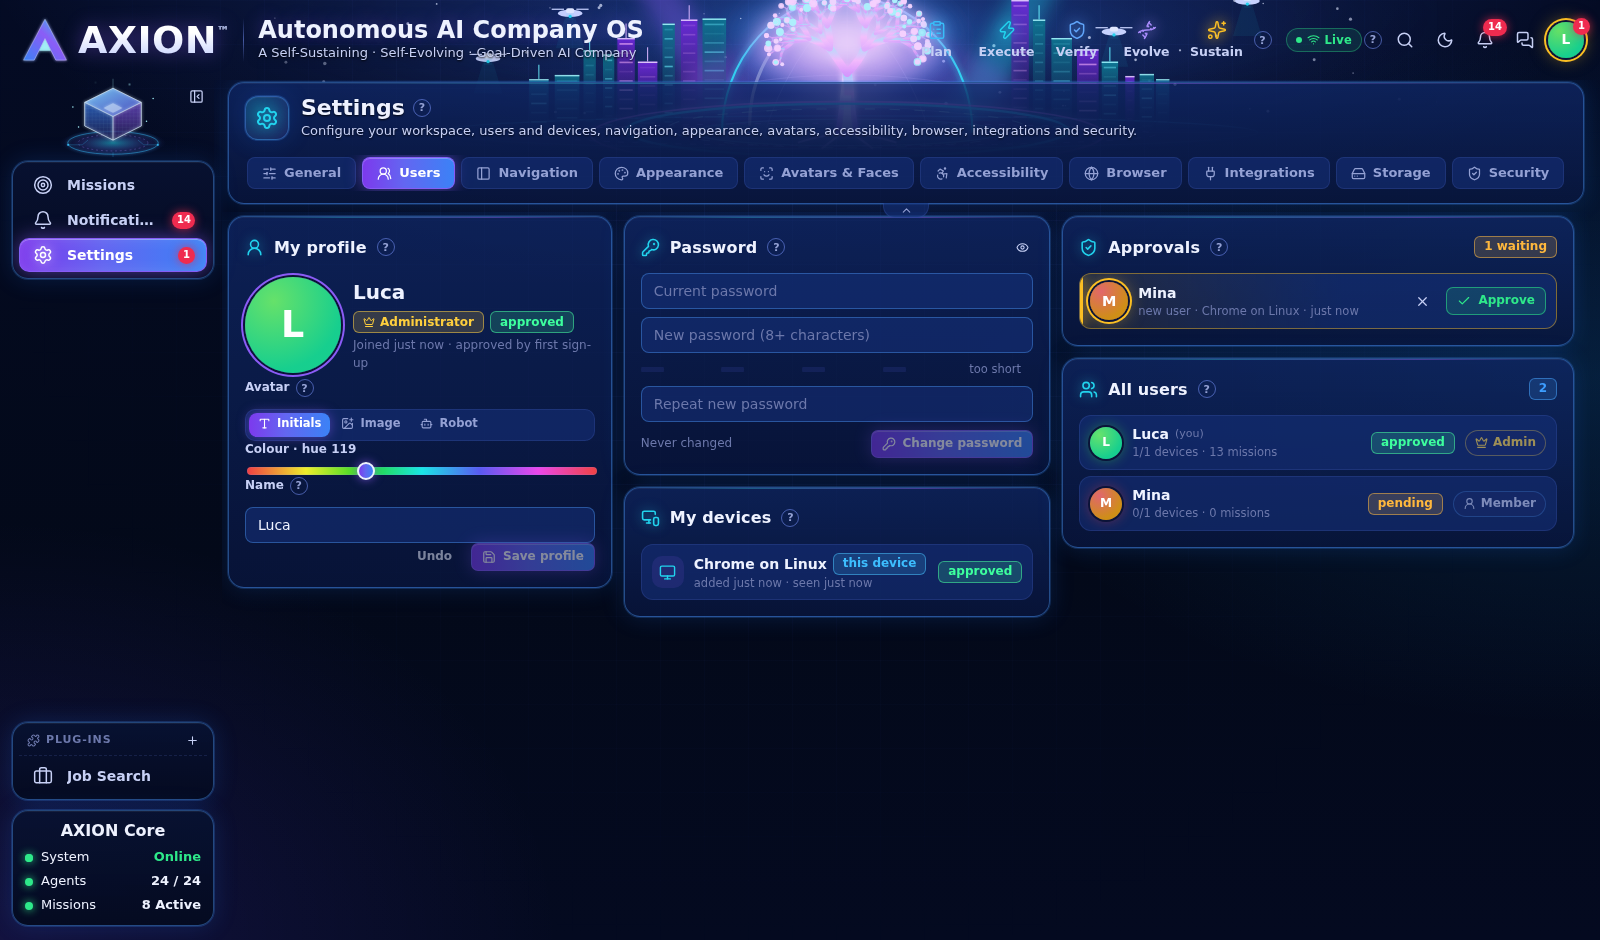 AXION™
Autonomous AI Company OS
A Self-Sustaining · Self-Evolving · Goal-Driven AI Company
Plan
Execute
Verify
Evolve
Sustain
?
Live
?
14
L
1
Missions
Notificati... 14
Settings 1
Settings ?
Configure your workspace, users and devices, navigation, appearance, avatars, accessibility, browser, integrations and security.
General
Users
Navigation
Appearance
Avatars & Faces
Accessibility
Browser
Integrations
Storage
Security
My profile ?
L
Luca
Administrator approved
Joined just now · approved by first sign-
up
Avatar ?
Initials Image Robot
Colour · hue 119
Name ?
Luca
Undo Save profile
Password ?
Current password
New password (8+ characters)
too short
Repeat new password
Never changed Change password
My devices ?
Chrome on Linux this device
added just now · seen just now
approved
Approvals ? 1 waiting
M
Mina
new user · Chrome on Linux · just now
Approve
All users ? 2
L
Luca (you)
1/1 devices · 13 missions
approved Admin
M
Mina
0/1 devices · 0 missions
pending Member
PLUG-INS
Job Search
AXION Core
System Online
Agents 24 / 24
Missions 8 Active